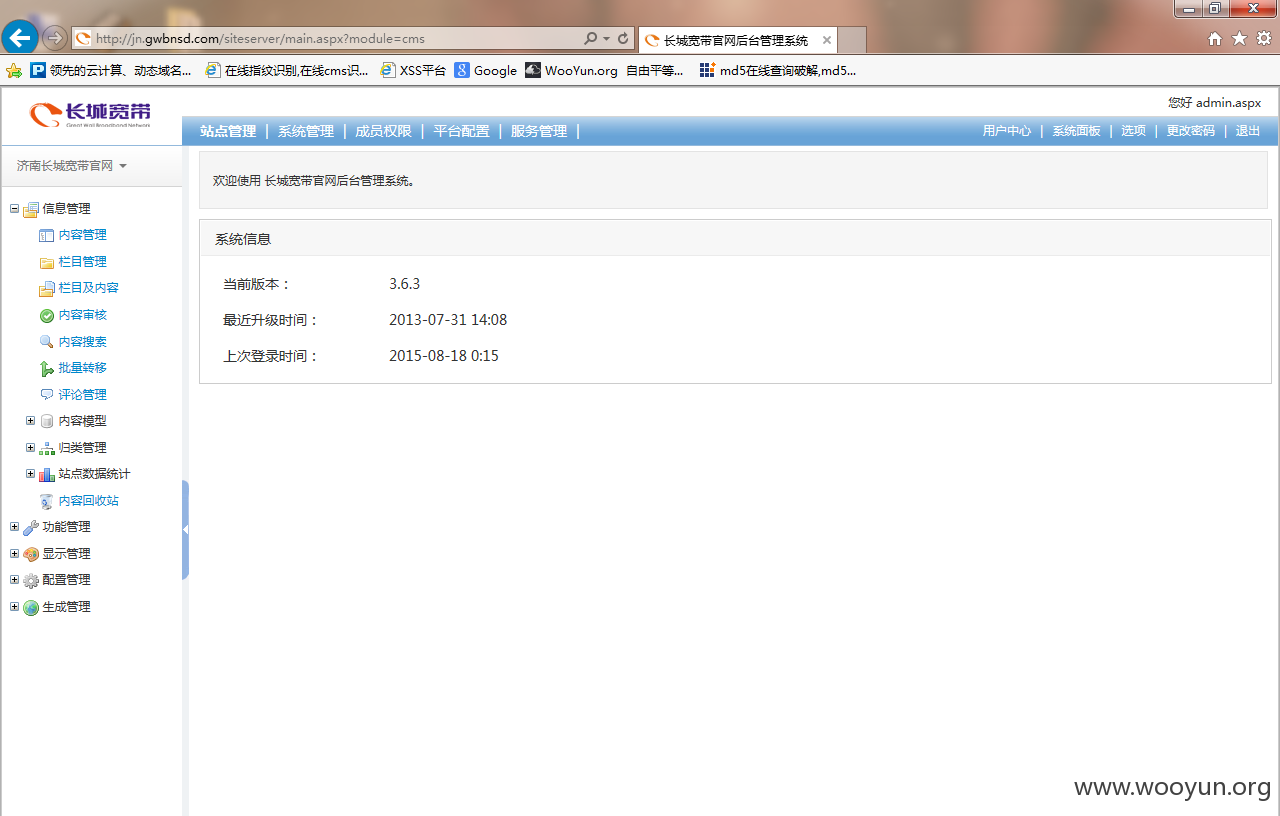 http://jn.gwbnsd.com/siteserver/main.aspx?module=cms
长城宽带官网后台管理系统
领先的云计算、动态域名...
在线指纹识别,在线cms识...
XSS平台
Google
WooYun.org 自由平等...
md5在线查询破解,md5...
长城宽带
Great Wall Broadband Network
您好 admin.aspx
站点管理 | 系统管理 | 成员权限 | 平台配置 | 服务管理 |
用户中心 | 系统面板 | 选项 | 更改密码 | 退出
济南长城宽带官网
欢迎使用 长城宽带官网后台管理系统。
信息管理
内容管理
栏目管理
栏目及内容
内容审核
内容搜索
批量转移
评论管理
内容模型
归类管理
站点数据统计
内容回收站
功能管理
显示管理
配置管理
生成管理
系统信息
当前版本： 3.6.3
最近升级时间： 2013-07-31 14:08
上次登录时间： 2015-08-18 0:15
www.wooyun.org